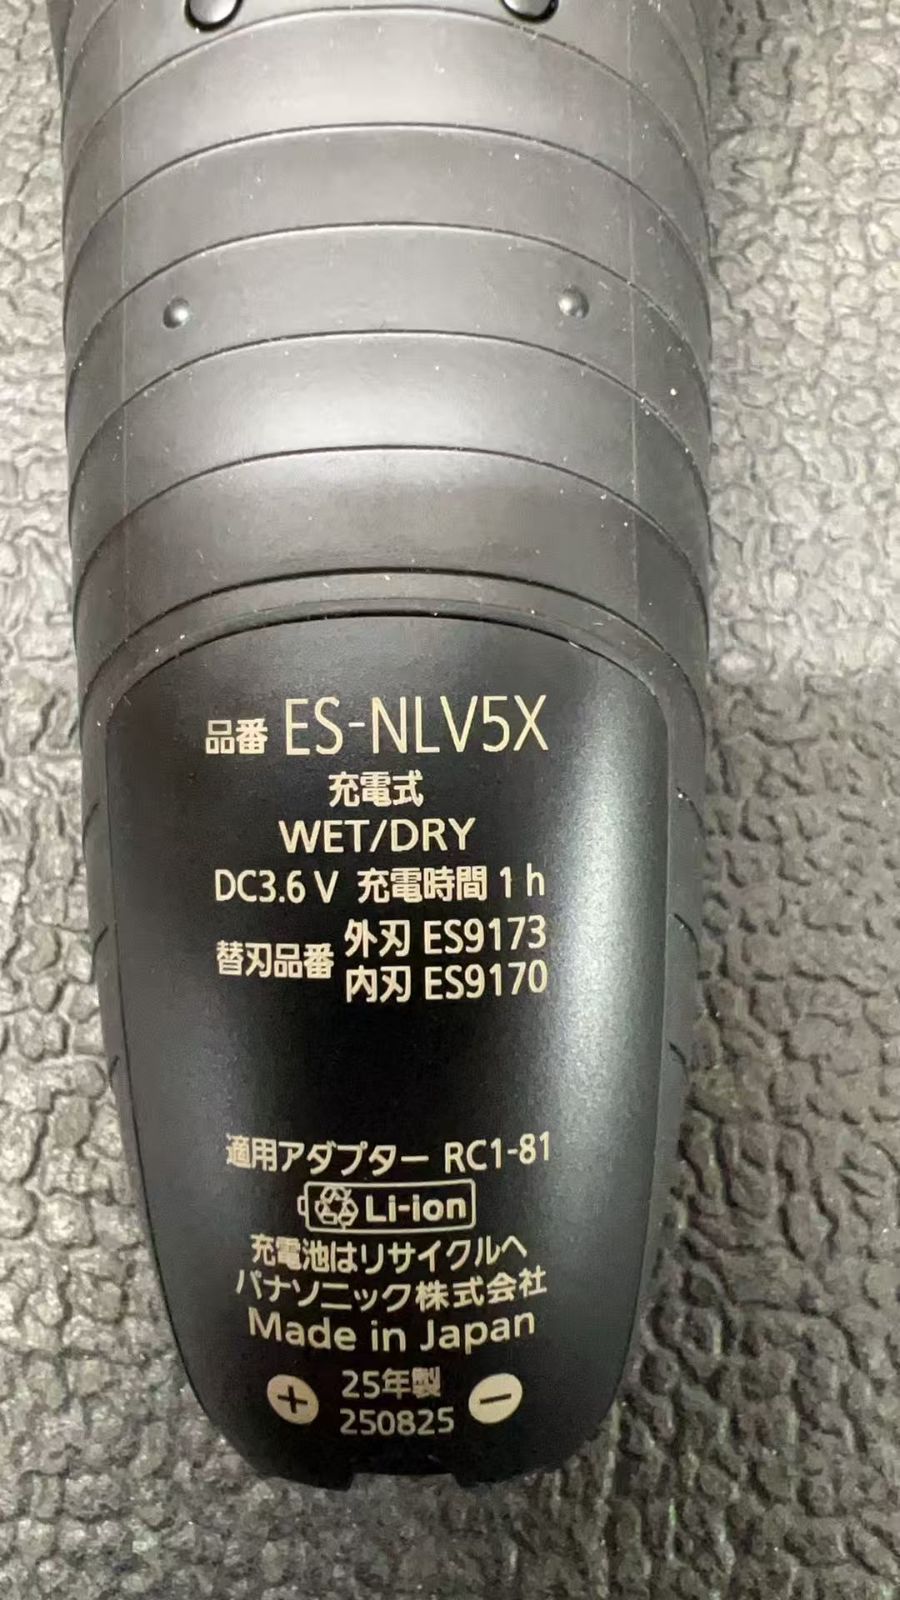 品番 ES-NLV5X
充電式
WET/DRY
DC3.6 V 充電時間 1 h
替刃品番 外刃 ES9173
内刃 ES9170
適用アダプター RC1-81
Li-ion
充電池はリサイクルへ
パナソニック株式会社
Made in Japan
+ 25年製 −
250825